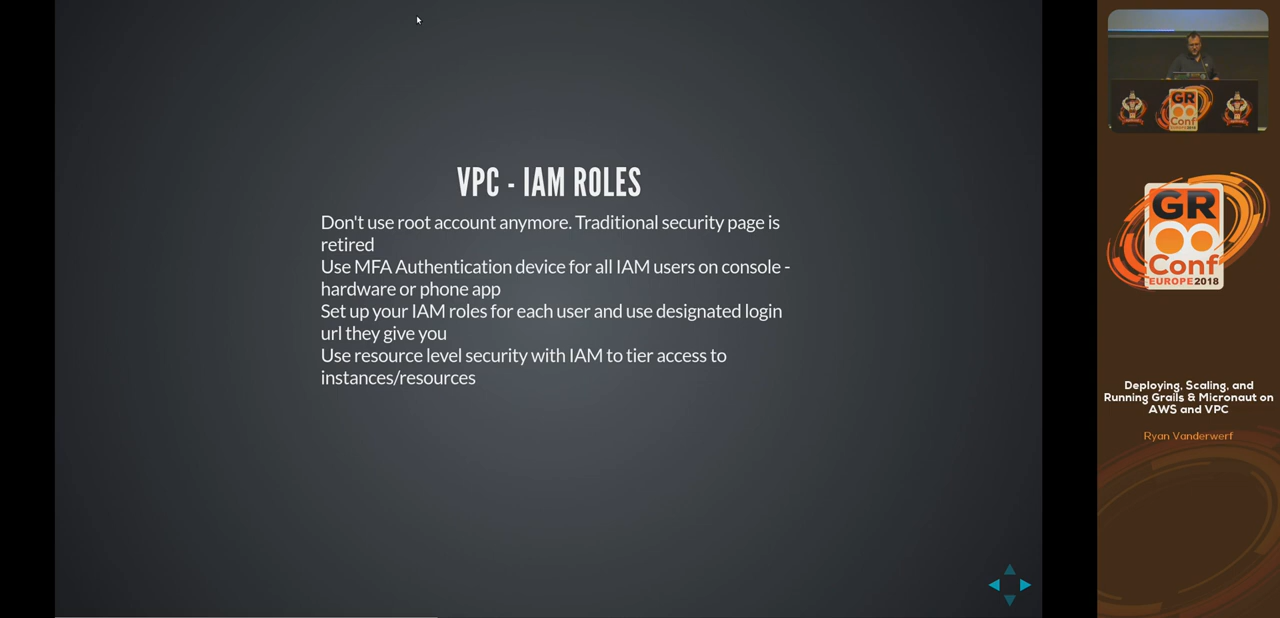 VPC - IAM ROLES
Don't use root account anymore. Traditional security page is
retired
Use MFA Authentication device for all IAM users on console -
hardware or phone app
Set up your IAM roles for each user and use designated login
url they give you
Use resource level security with IAM to tier access to
instances/resources
GR
Conf
GR
Conf
EUROPE2018
Deploying, Scaling, and
Running Grails & Micronaut on
AWS and VPC
Ryan Vanderwerf